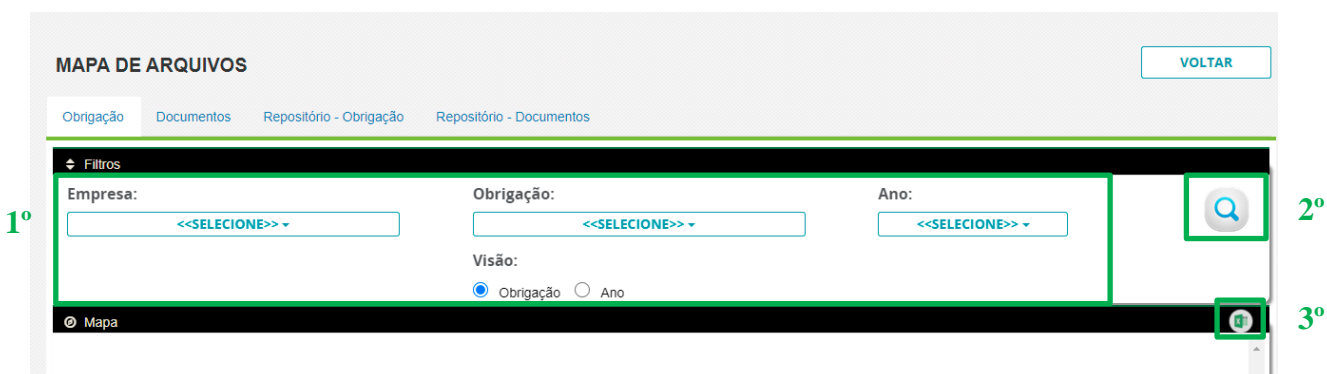 MAPA DE ARQUIVOS
VOLTAR
Obrigação Documentos Repositório - Obrigação Repositório - Documentos
Filtros
Empresa: Obrigação: Ano:
<<SELECIONE>> <<SELECIONE>> <<SELECIONE>>
1º
2º
Visão:
Obrigação Ano
Mapa
3º